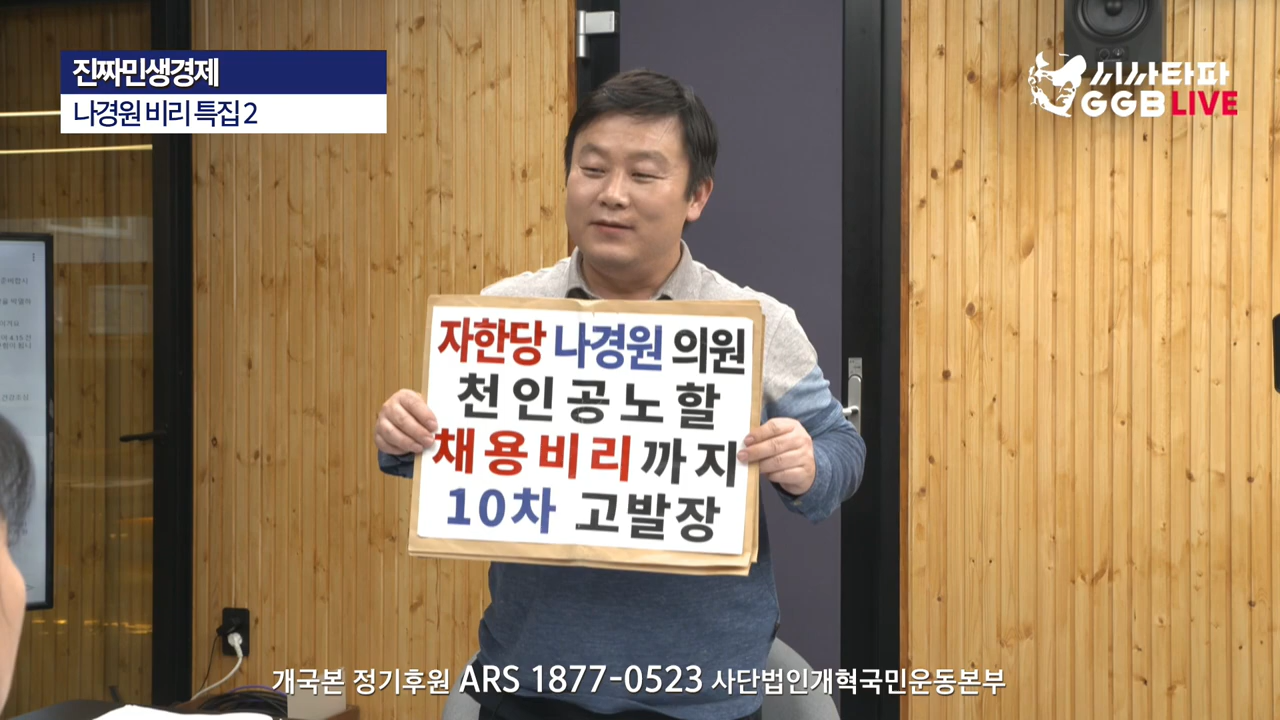 진짜민생경제
나경원 비리 특집 2
씨싸타파
GGB LIVE
자한당 나경원 의원
천인공노할
채용비리까지
10차 고발장
개국본 정기후원 ARS 1877-0523 사단법인개혁국민운동본부